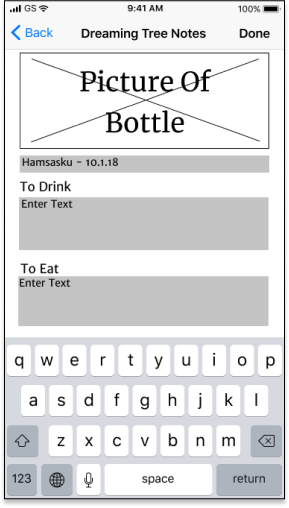 GS 9:41 AM 100%
Back Dreaming Tree Notes Done
Picture Of
Bottle
Hamsasku - 10.1.18
To Drink
Enter Text
To Eat
Enter Text
q w e r t y u i o p
a s d f g h j k l
z x c v b n m
123 space return